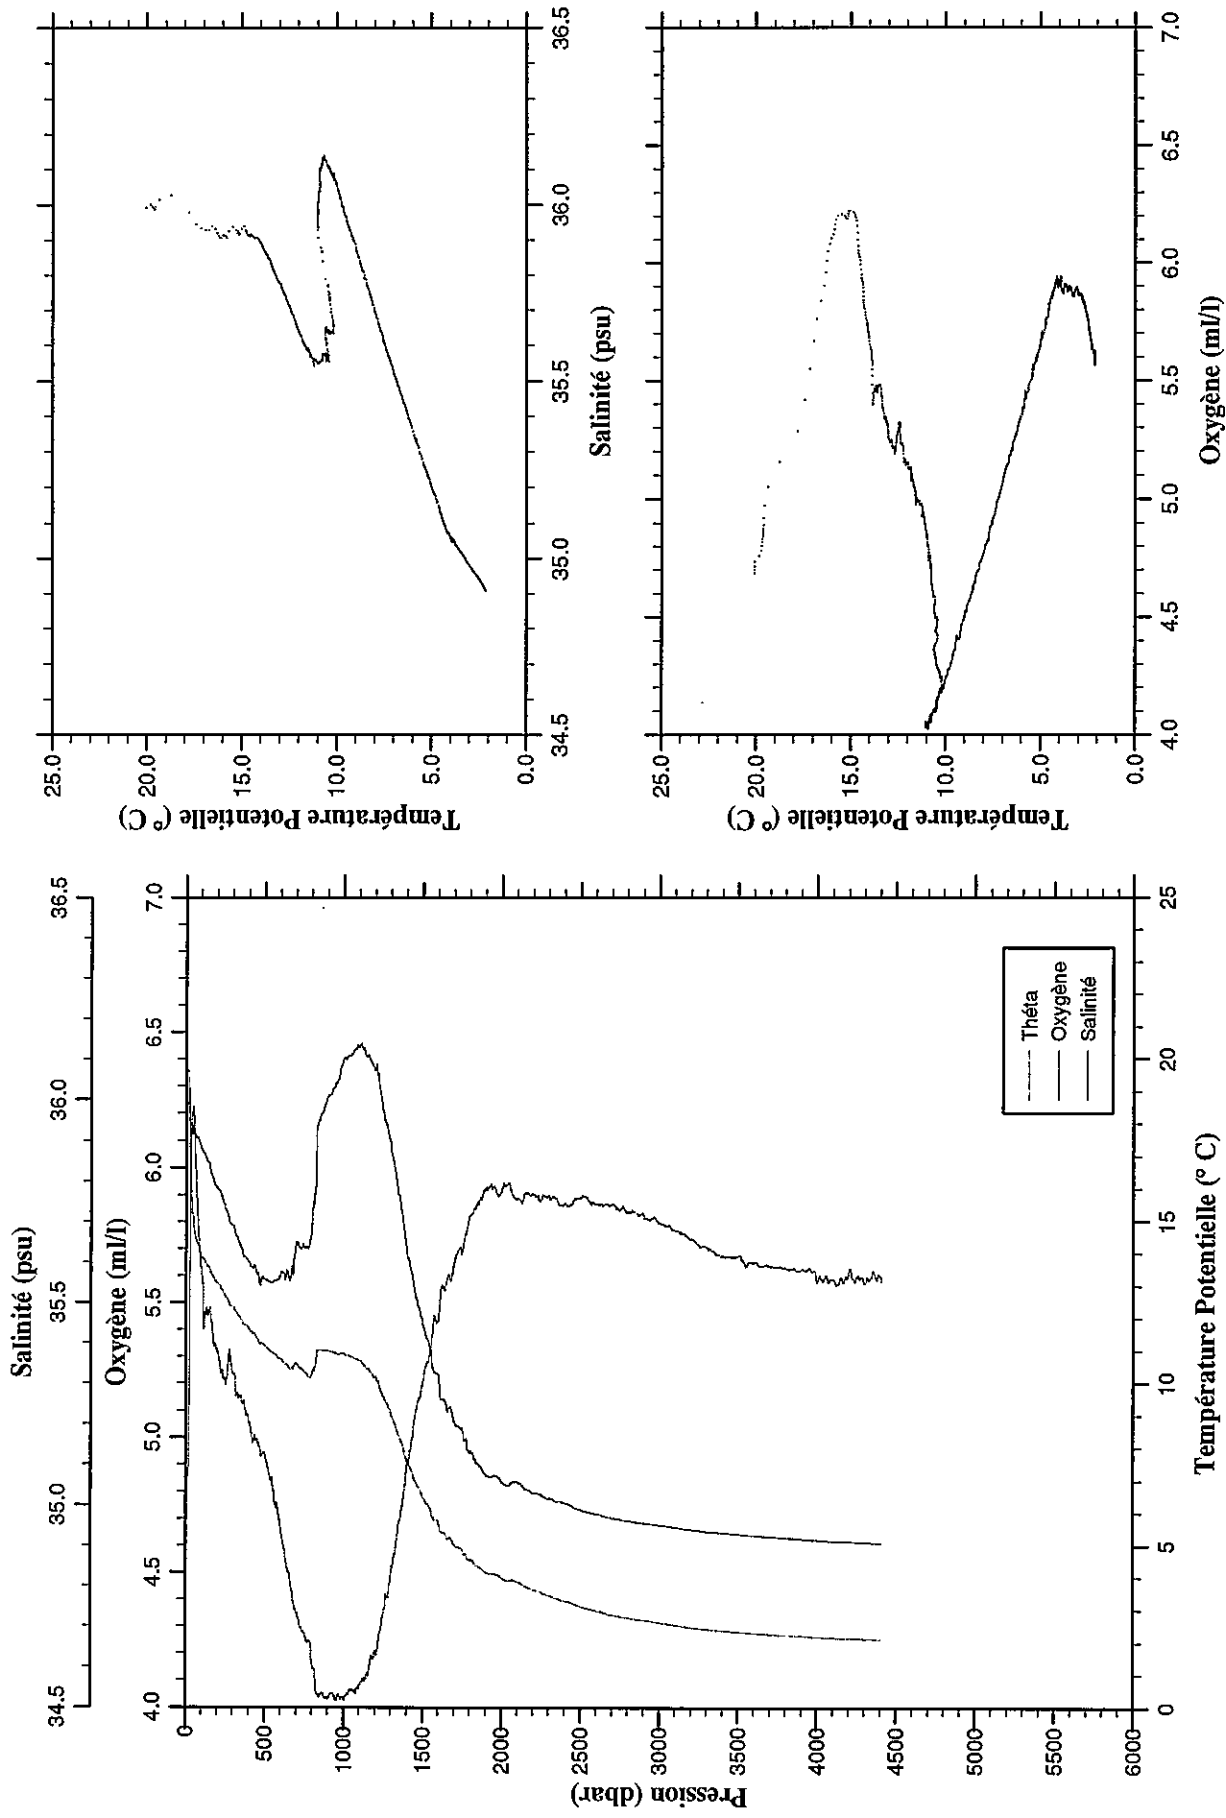 Salinité (psu)
34.5 35.0 35.5 36.0 36.5
Oxygène (ml/l)
4.0 4.5 5.0 5.5 6.0 6.5 7.0
Pression (dbar)
0
500
1000
1500
2000
2500
3000
3500
4000
4500
5000
5500
6000
Théta
Oxygène
Salinité
0 5 10 15 20 25
Température Potentielle (° C)
Température Potentielle (° C)
25.0
20.0
15.0
10.0
5.0
0.0
34.5 35.0 35.5 36.0 36.5
Salinité (psu)
Température Potentielle (° C)
25.0
20.0
15.0
10.0
5.0
0.0
4.0 4.5 5.0 5.5 6.0 6.5 7.0
Oxygène (ml/l)